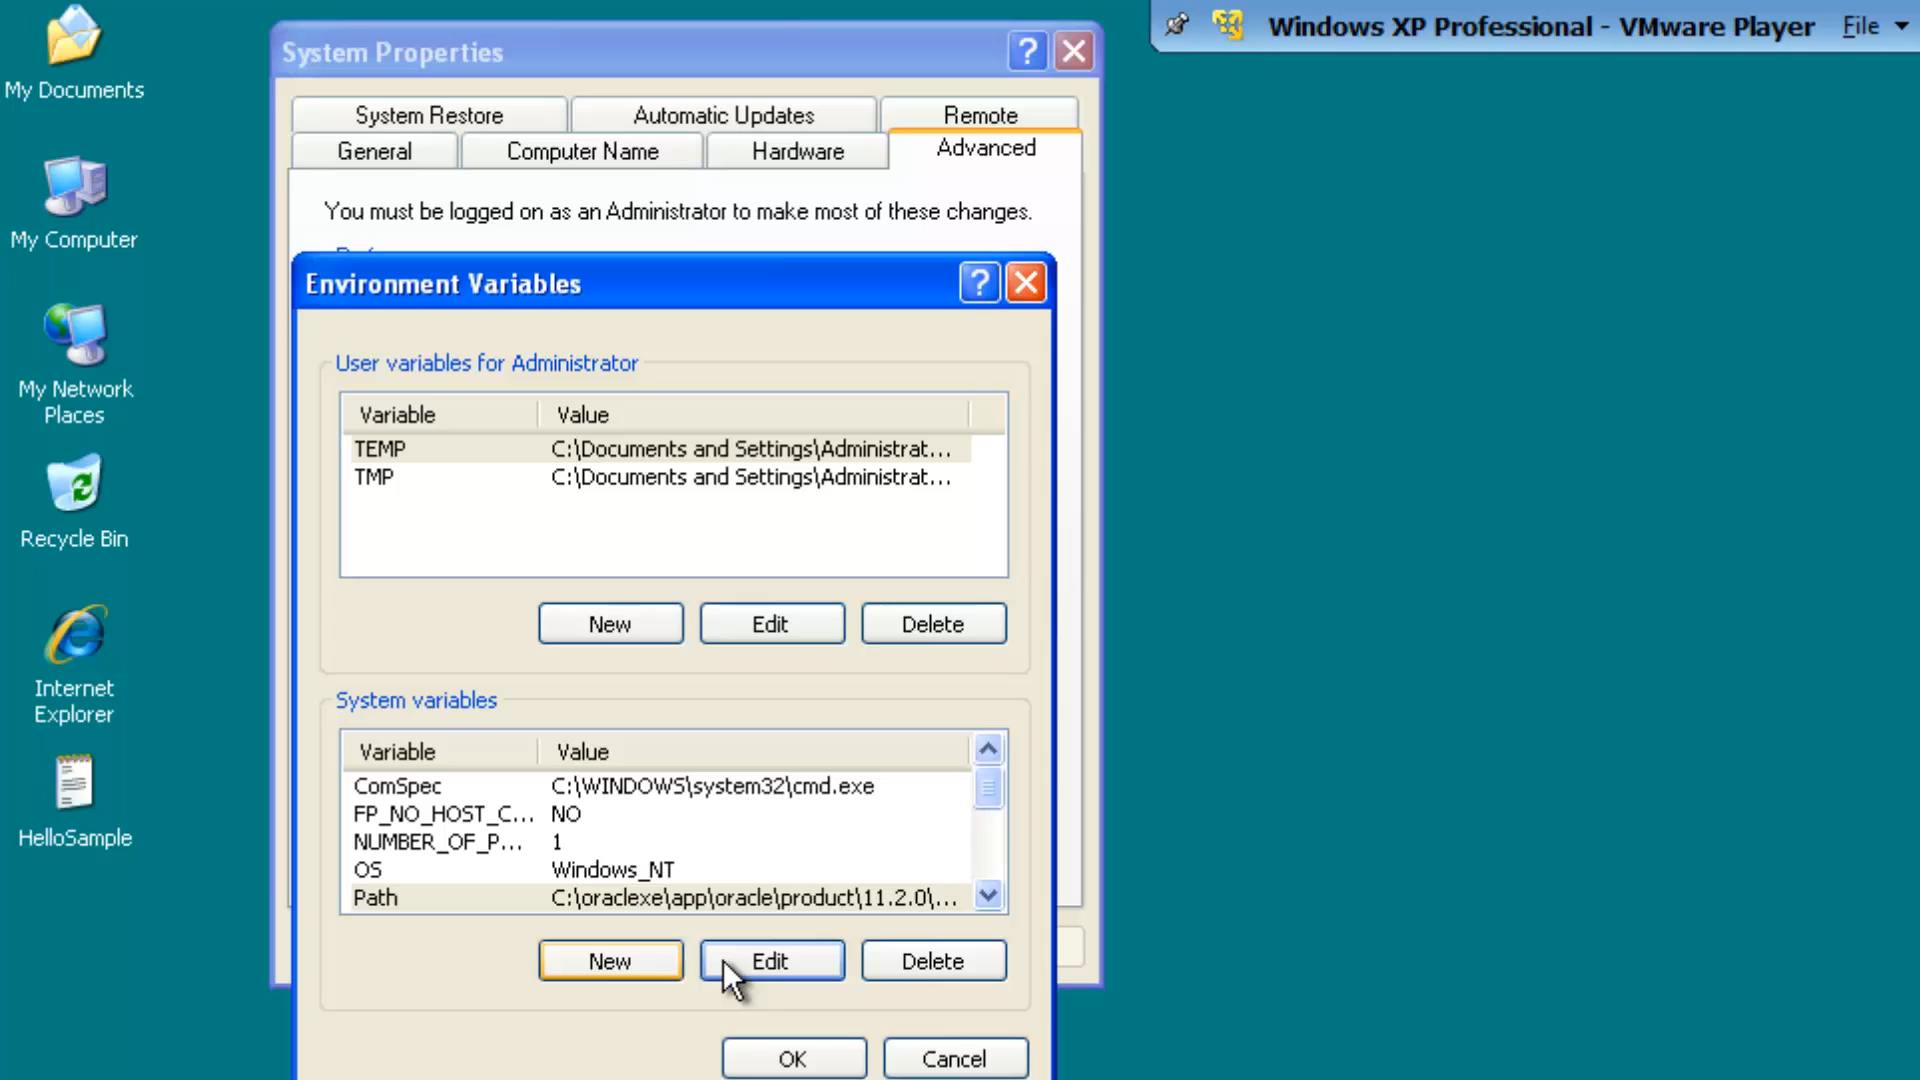 My Documents
My Computer
My Network
Places
Recycle Bin
Internet
Explorer
HelloSample
Windows XP Professional - VMware Player File
System Properties
System Restore Automatic Updates Remote
General Computer Name Hardware Advanced
You must be logged on as an Administrator to make most of these changes.
Environment Variables
User variables for Administrator
Variable Value
TEMP C:\Documents and Settings\Administrat...
TMP C:\Documents and Settings\Administrat...
New Edit Delete
System variables
Variable Value
ComSpec C:\WINDOWS\system32\cmd.exe
FP_NO_HOST_C... NO
NUMBER_OF_P... 1
OS Windows_NT
Path C:\oraclexe\app\oracle\product\11.2.0\...
New Edit Delete
OK Cancel